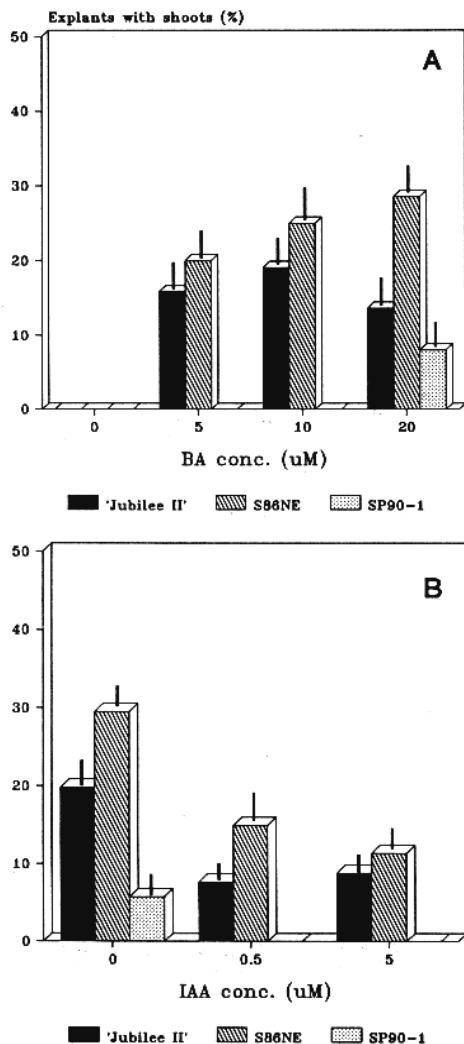 Explants with shoots (%)
50
A
40
30
20
10
0
0 5 10 20
BA conc. (uM)
'Jubilee II' S86NE SP90-1
50
B
40
30
20
10
0
0 0.5 5
IAA conc. (uM)
'Jubilee II' S86NE SP90-1